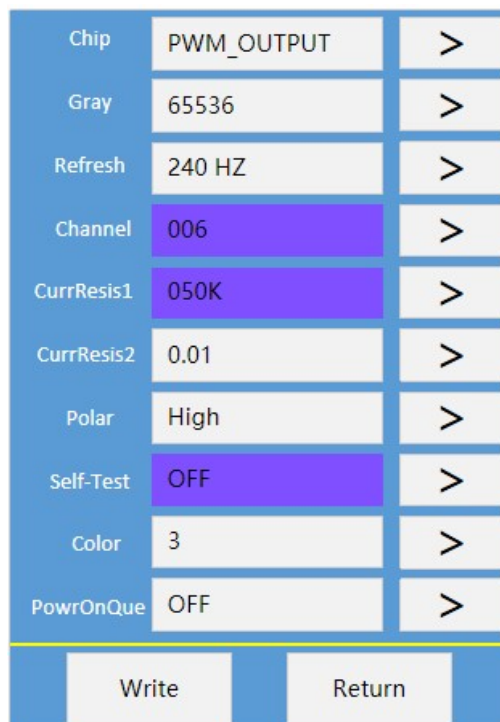 Chip PWM_OUTPUT >
Gray 65536 >
Refresh 240 HZ >
Channel 006 >
CurrResis1 050K >
CurrResis2 0.01 >
Polar High >
Self-Test OFF >
Color 3 >
PowrOnQue OFF >
Write Return